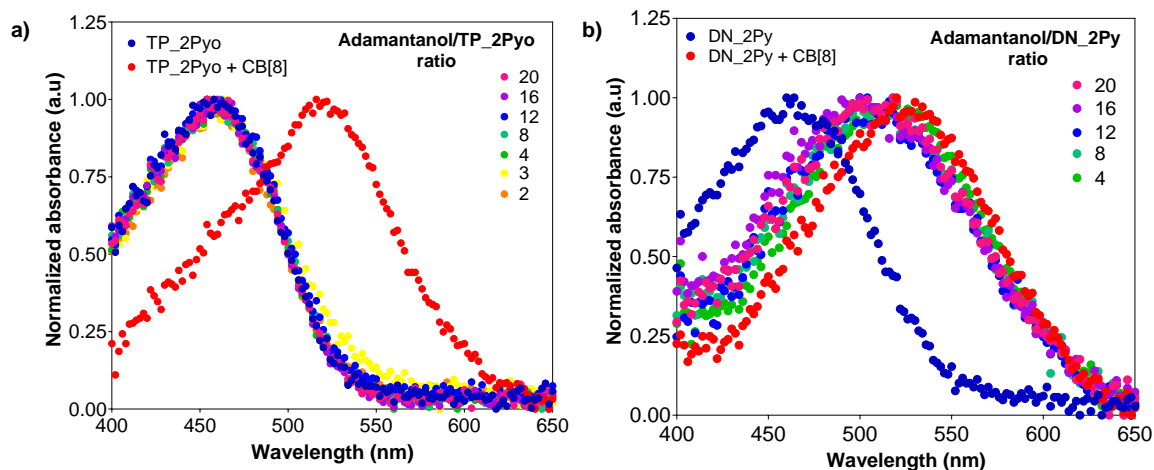 a)
Normalized absorbance (a.u)
1.25
1.00
0.75
0.50
0.25
0.00
TP_2Pyo
TP_2Pyo + CB[8]
Adamantanol/TP_2Pyo
ratio
20
16
12
8
4
3
2
400
450
500
550
600
650
Wavelength (nm)
b)
Normalized absorbance (a.u)
1.25
1.00
0.75
0.50
0.25
0.00
DN_2Py
DN_2Py + CB[8]
Adamantanol/DN_2Py
ratio
20
16
12
8
4
400
450
500
550
600
650
Wavelength (nm)